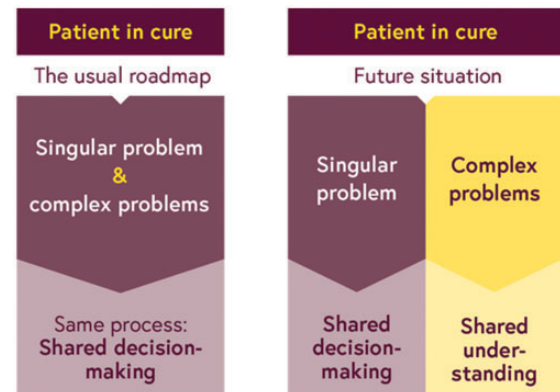 Patient in cure
The usual roadmap
Singular problem
&
complex problems
Same process:
Shared decision-
making
Patient in cure
Future situation
Singular
problem
Complex
problems
Shared
decision-
making
Shared
under-
standing